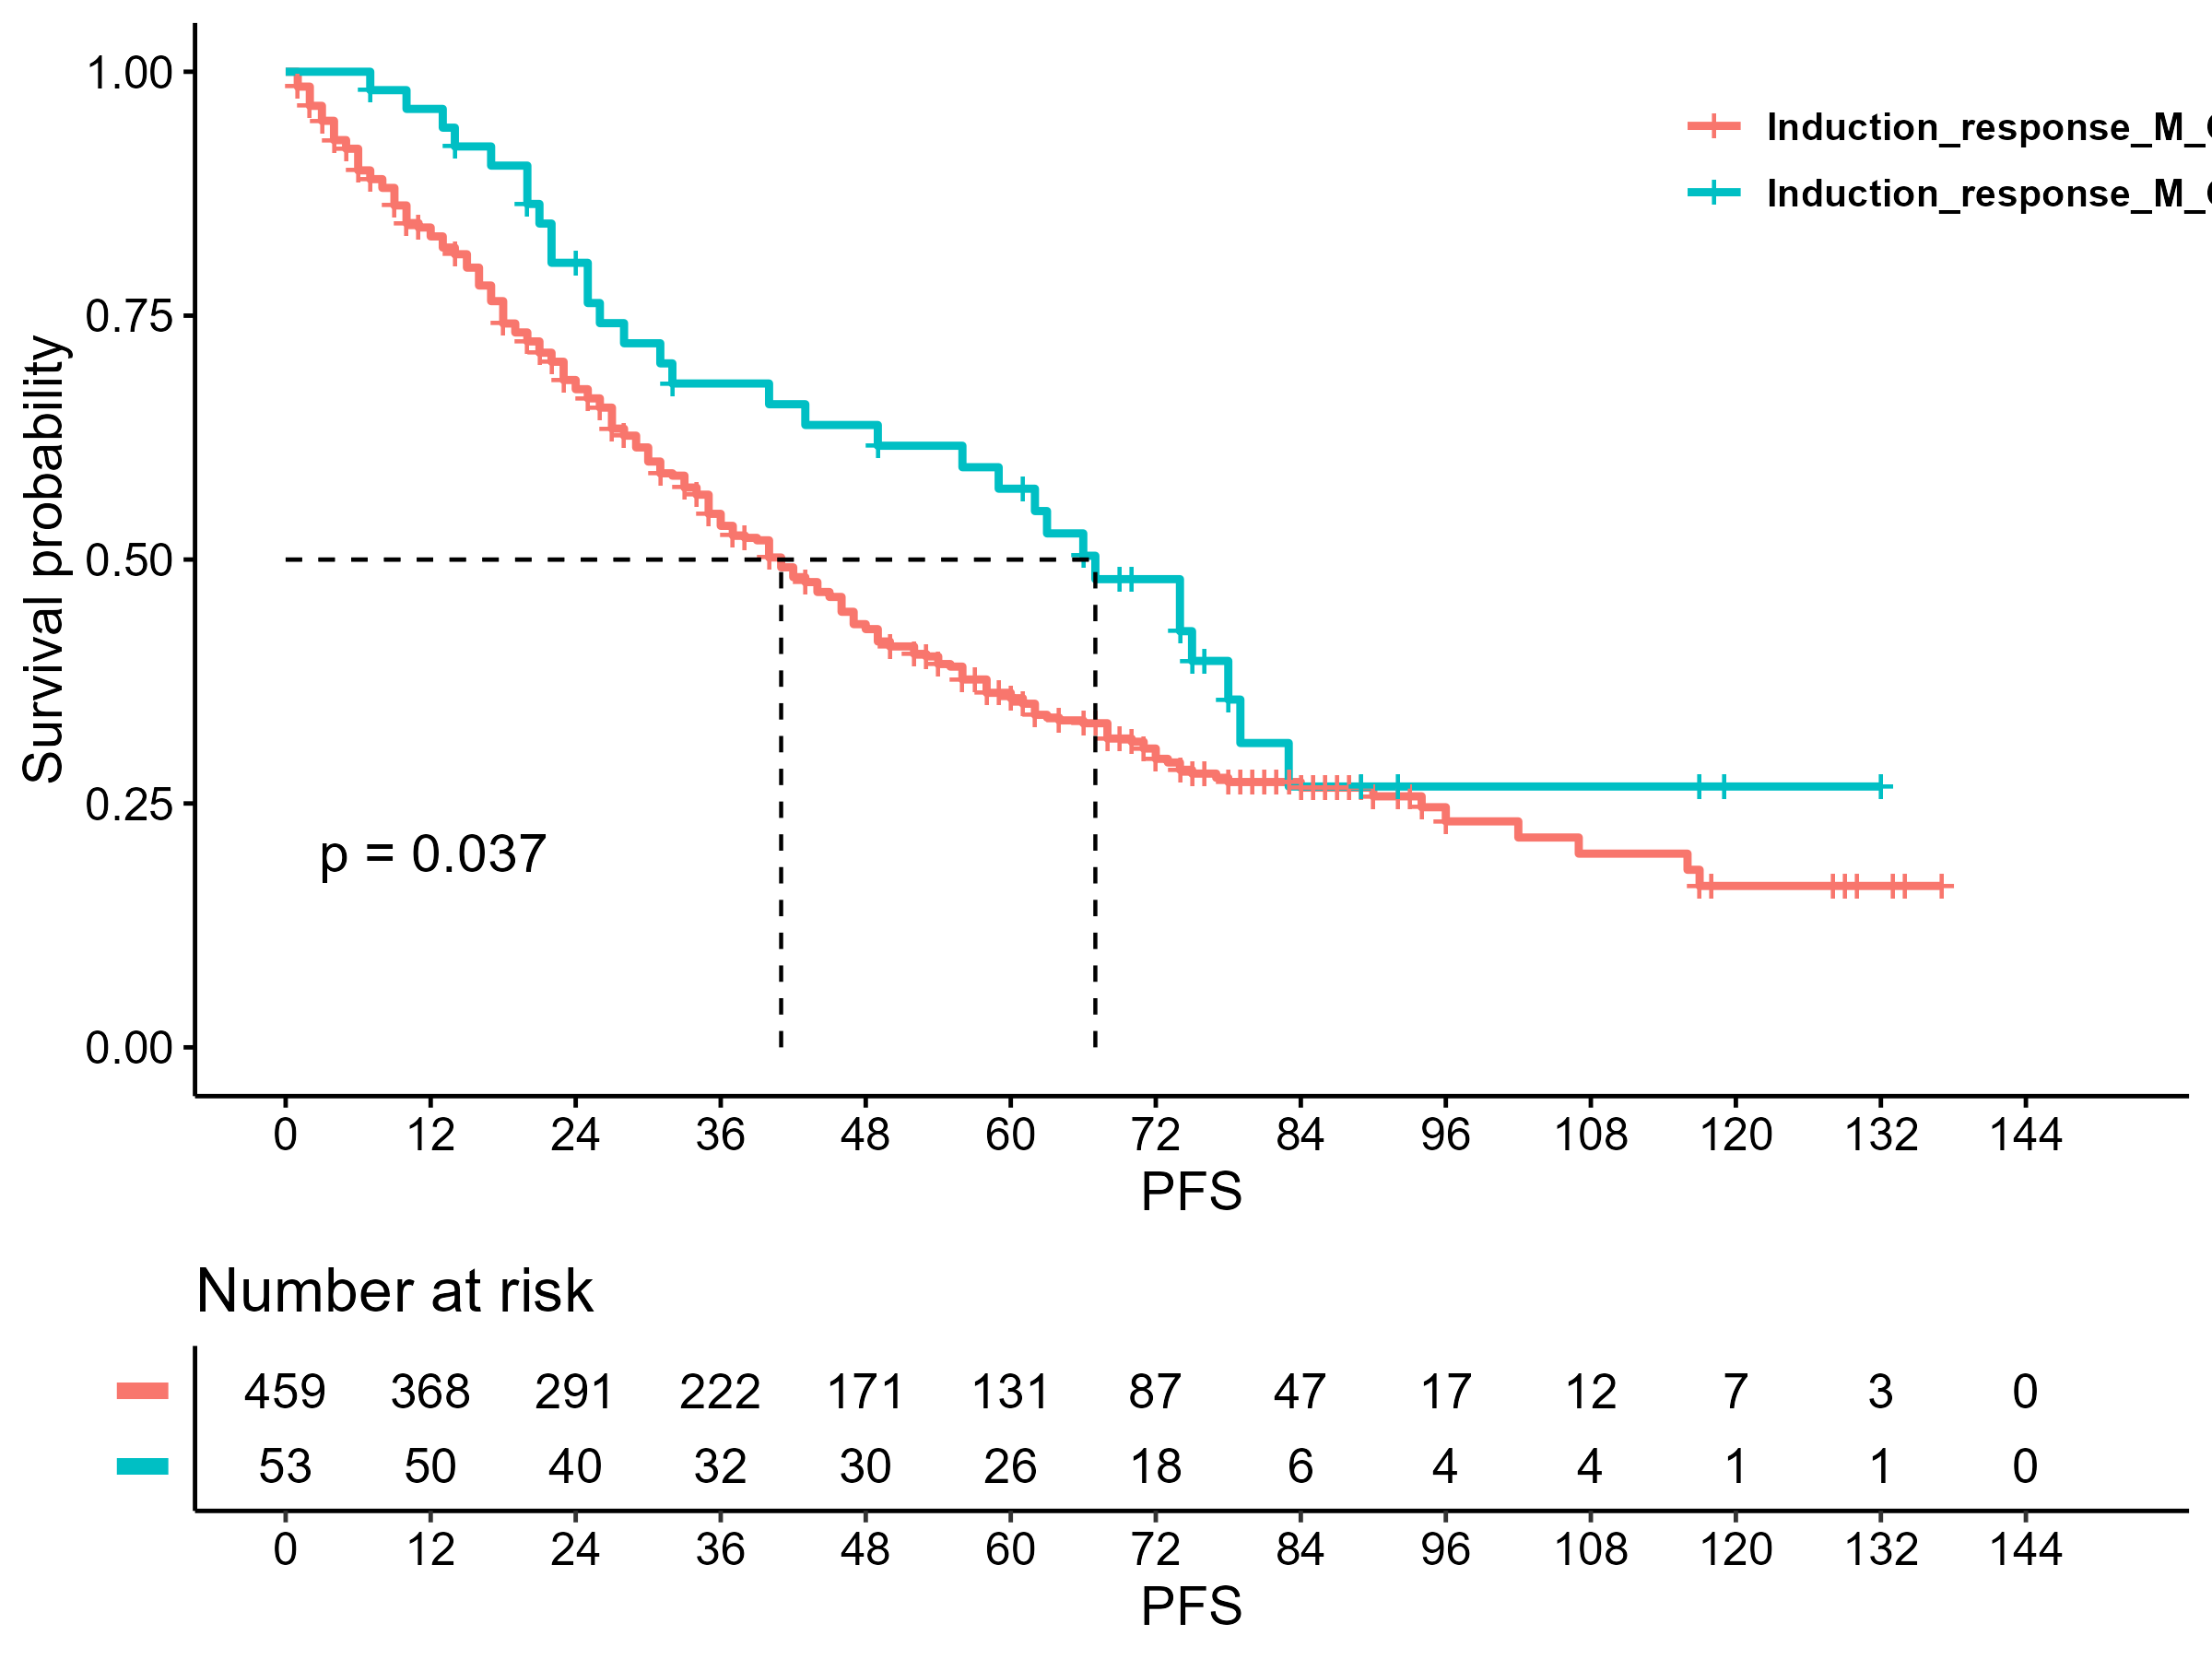 1.00
0.75
0.50
0.25
0.00
Survival probability
Induction_response_M_
Induction_response_M_
p = 0.037
0 12 24 36 48 60 72 84 96 108 120 132 144
PFS
Number at risk
459 368 291 222 171 131 87 47 17 12 7 3 0
53 50 40 32 30 26 18 6 4 4 1 1 0
0 12 24 36 48 60 72 84 96 108 120 132 144
PFS